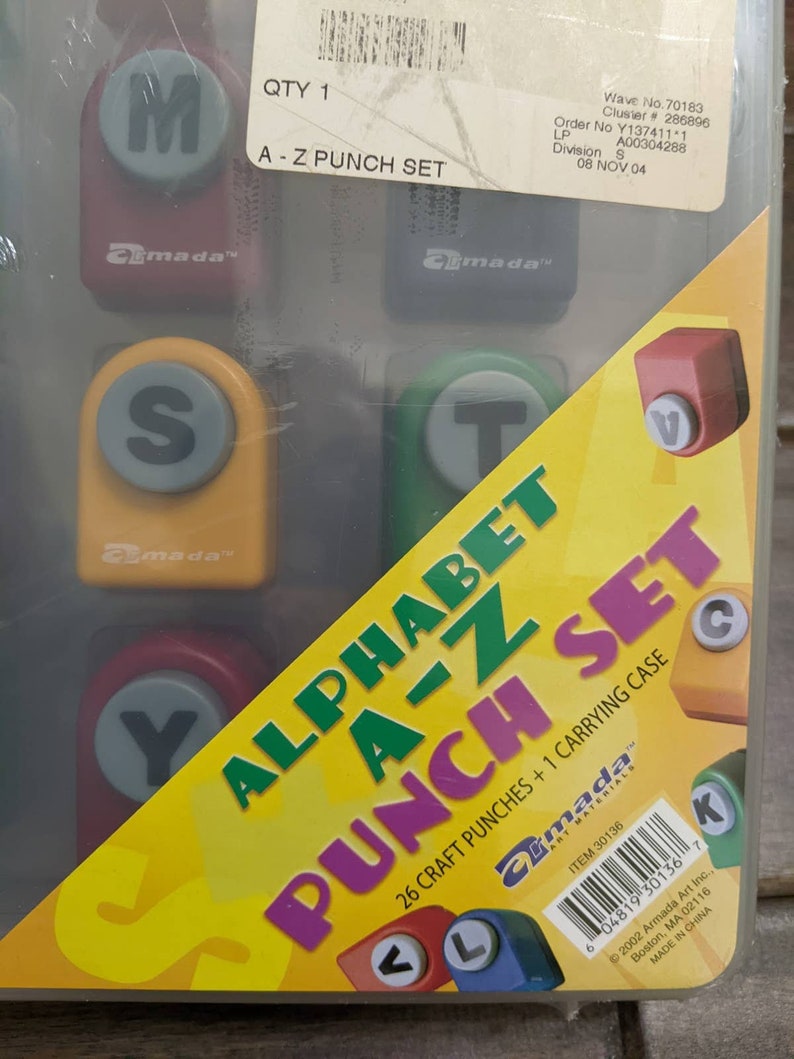 M
QTY 1
Wave No.70183
Cluster # 286896
Order No Y137411*1
LP A00304288
Division S
08 NOV 04
A - Z PUNCH SET
armada™
armada™
S
T
armada™
A
Y
ALPHABET
A-Z
PUNCH SET
26 CRAFT PUNCHES + 1 CARRYING CASE
C
K
armada™
ART MATERIALS
ITEM 30136
6 04819 30136 7
© 2002 Armada Art Inc.,
Boston, MA 02116
MADE IN CHINA
V
L